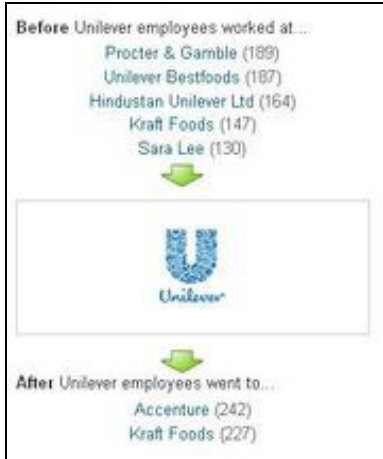 Before Unilever employees worked at...
Procter & Gamble (189)
Unilever Bestfoods (187)
Hindustan Unilever Ltd (164)
Kraft Foods (147)
Sara Lee (130)
Unilever
After Unilever employees went to...
Accenture (242)
Kraft Foods (227)